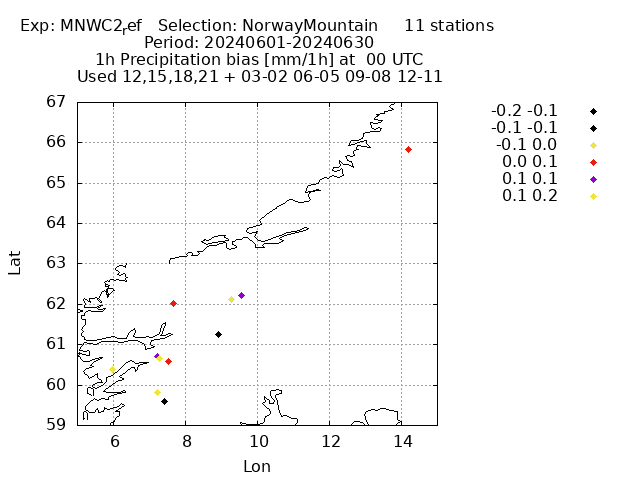 Exp: MNWC2ref   Selection: NorwayMountain     11 stations
Period: 20240601-20240630
1h Precipitation bias [mm/1h] at  00 UTC
Used 12,15,18,21 + 03-02 06-05 09-08 12-11
67
66
65
64
63
62
61
60
59
Lat
6 8 10 12 14
Lon
-0.2 -0.1
-0.1 -0.1
-0.1 0.0
0.0 0.1
0.1 0.1
0.1 0.2